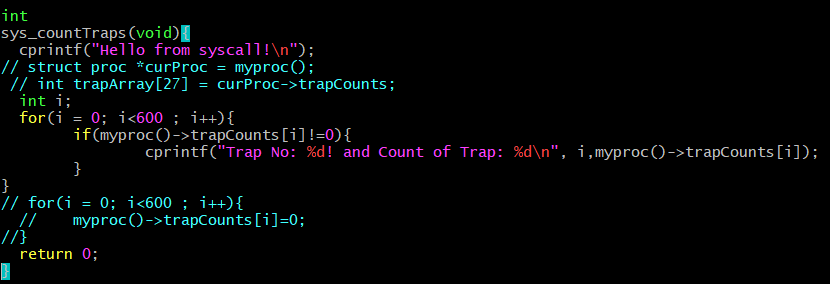 int
sys_countTraps(void){
  cprintf("Hello from syscall!\n");
// struct proc *curProc = myproc();
 // int trapArray[27] = curProc->trapCounts;
  int i;
  for(i = 0; i<600 ; i++){
        if(myproc()->trapCounts[i]!=0){
                cprintf("Trap No: %d! and Count of Trap: %d\n", i,myproc()->trapCounts[i]);
        }
}
// for(i = 0; i<600 ; i++){
  //    myproc()->trapCounts[i]=0;
//}
  return 0;
}